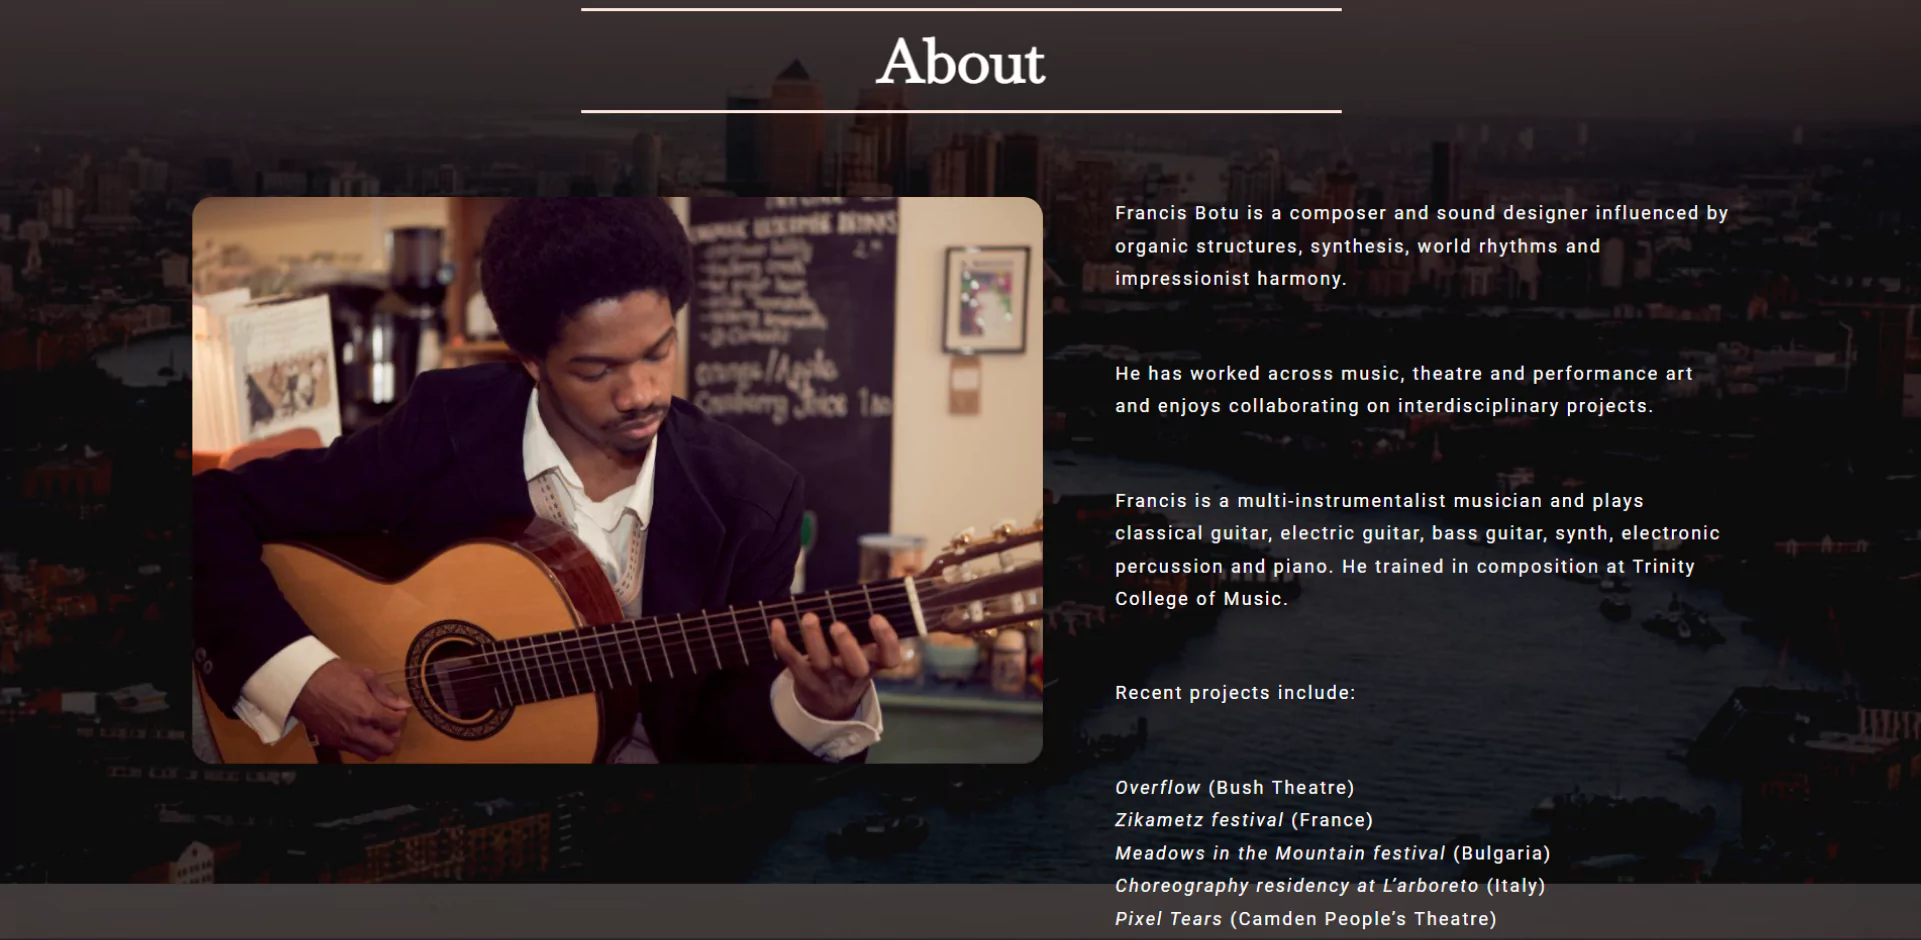 About
Francis Botu is a composer and sound designer influenced by
organic structures, synthesis, world rhythms and
impressionist harmony.
He has worked across music, theatre and performance art
and enjoys collaborating on interdisciplinary projects.
Francis is a multi-instrumentalist musician and plays
classical guitar, electric guitar, bass guitar, synth, electronic
percussion and piano. He trained in composition at Trinity
College of Music.
Recent projects include:
Overflow (Bush Theatre)
Zikametz festival (France)
Meadows in the Mountain festival (Bulgaria)
Choreography residency at L’arboreto (Italy)
Pixel Tears (Camden People’s Theatre)